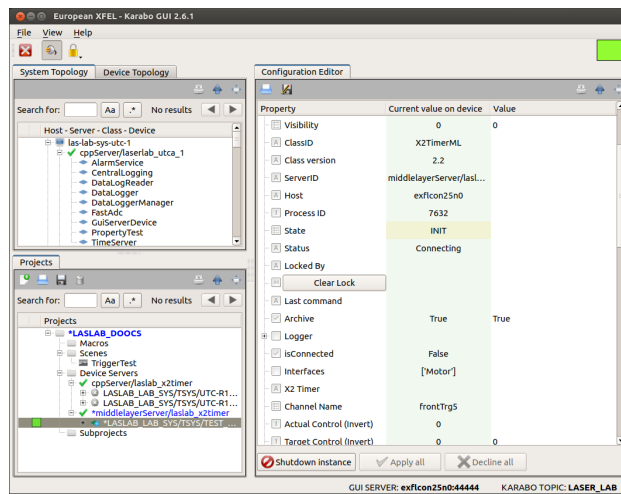 European XFEL - Karabo GUI 2.6.1
File View Help
System Topology Device Topology
Search for: Aa .* No results
Host - Server - Class - Device
las-lab-sys-utc-1
cppServer/laserlab_utca_1
AlarmService
CentralLogging
DataLogReader
DataLogger
DataLoggerManager
FastAdc
GuiServerDevice
PropertyTest
TimeServer
Projects
Search for: Aa .* No results
Projects
*LASLAB_DOOCS
Macros
Scenes
TriggerTest
Device Servers
cppServer/laslab_x2timer
LASLAB_LAB_SYS/TSYS/UTC-R1...
LASLAB_LAB_SYS/TSYS/UTC-R1...
*middlelayerServer/laslab_x2timer
*LASLAB_LAB_SYS/TSYS/TEST_...
Subprojects
Configuration Editor
Property Current value on device Value
Visibility 0 0
A ClassID X2TimerML
A Class version 2.2
A ServerID middlelayerServer/lasl...
A Host exflcon25n0
1 Process ID 7632
State INIT
A Status Connecting
A Locked By
Clear Lock
A Last command
Archive True True
Logger
isConnected False
Interfaces ['Motor']
A X2 Timer
Channel Name frontTrg5
1 Actual Control (Invert) 0
1 Target Control (Invert) 0 0
Shutdown instance Apply all Decline all
GUI SERVER: exflcon25n0:44444 KARABO TOPIC: LASER_LAB